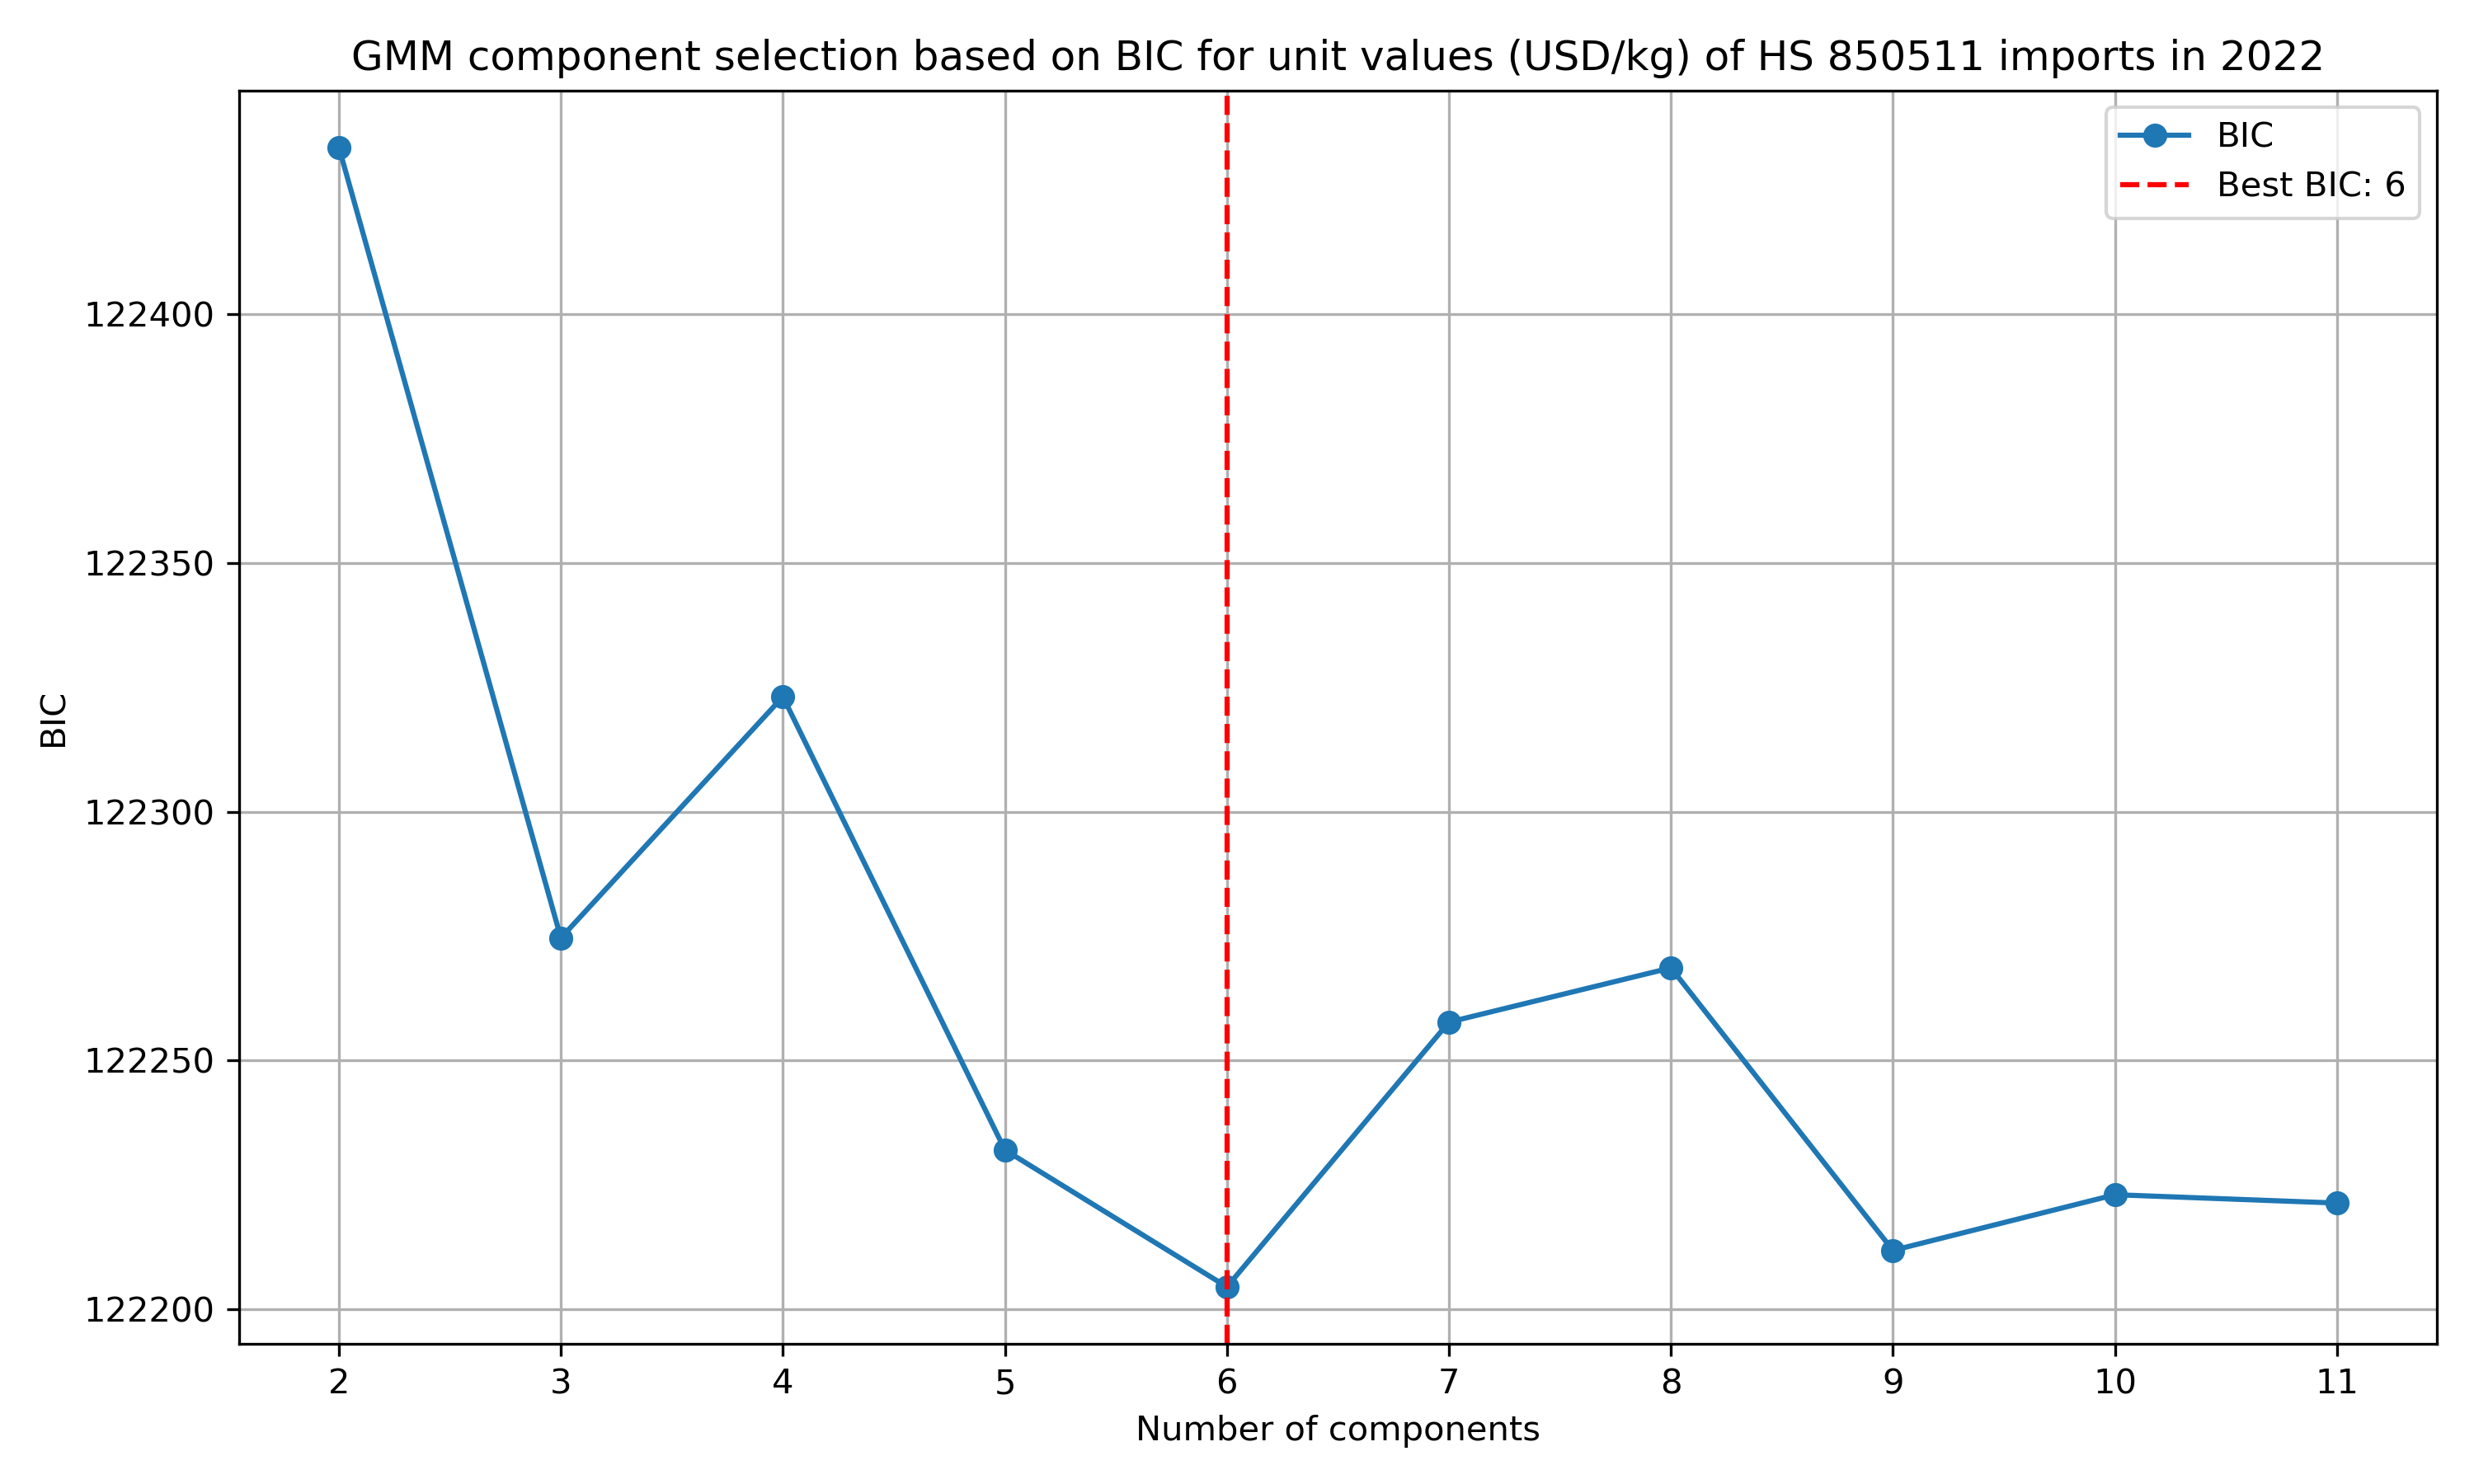 GMM component selection based on BIC for unit values (USD/kg) of HS 850511 imports in 2022
BIC
Best BIC: 6
122400
122350
122300
122250
122200
BIC
2 3 4 5 6 7 8 9 10 11
Number of components